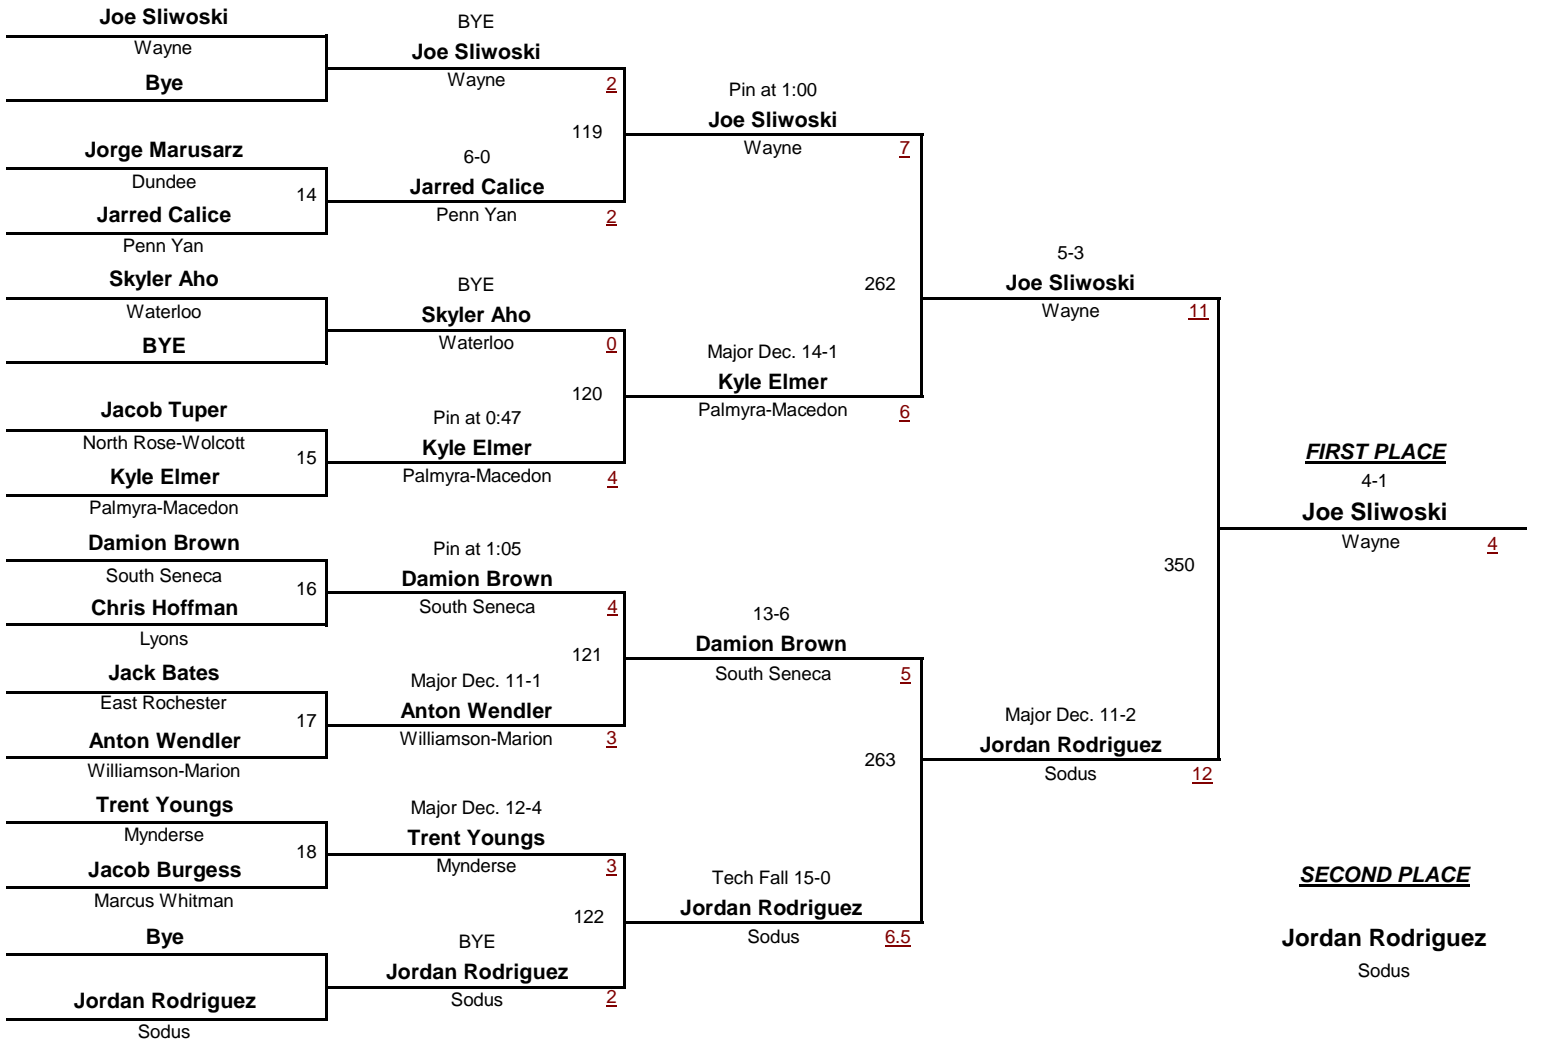 Joe Sliwoski
Wayne
Bye
Jorge Marusarz
Dundee
14
Jarred Calice
Penn Yan
Skyler Aho
Waterloo
BYE
Jacob Tuper
North Rose-Wolcott
15
Kyle Elmer
Palmyra-Macedon
Damion Brown
South Seneca
16
Chris Hoffman
Lyons
Jack Bates
East Rochester
17
Anton Wendler
Williamson-Marion
Trent Youngs
Mynderse
18
Jacob Burgess
Marcus Whitman
Bye
Jordan Rodriguez
Sodus
BYE
Joe Sliwoski
Wayne
2
119
6-0
Jarred Calice
Penn Yan
2
BYE
Skyler Aho
Waterloo
0
120
Pin at 0:47
Kyle Elmer
Palmyra-Macedon
4
Pin at 1:05
Damion Brown
South Seneca
4
121
Major Dec. 11-1
Anton Wendler
Williamson-Marion
3
Major Dec. 12-4
Trent Youngs
Mynderse
3
122
BYE
Jordan Rodriguez
Sodus
2
Pin at 1:00
Joe Sliwoski
Wayne
7
262
Major Dec. 14-1
Kyle Elmer
Palmyra-Macedon
6
13-6
Damion Brown
South Seneca
5
263
Tech Fall 15-0
Jordan Rodriguez
Sodus
6.5
5-3
Joe Sliwoski
Wayne
11
350
Major Dec. 11-2
Jordan Rodriguez
Sodus
12
FIRST PLACE
4-1
Joe Sliwoski
Wayne
4
SECOND PLACE
Jordan Rodriguez
Sodus